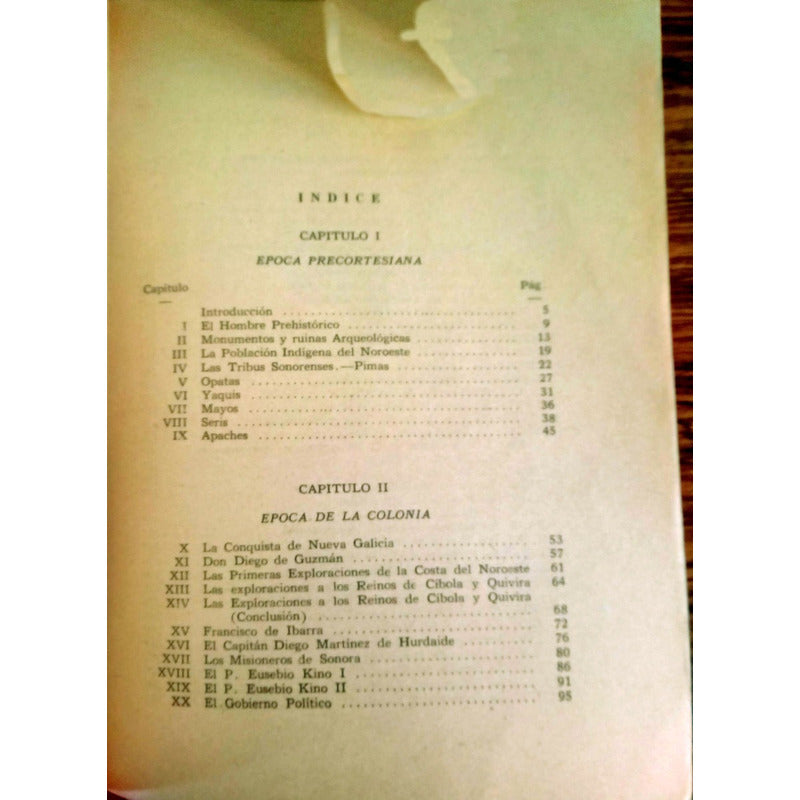 INDICE
CAPITULO I
EPOCA PRECORTESIANA
Capítulo Pág.
Introducción 5
I El Hombre Prehistórico 9
II Monumentos y ruinas Arqueológicas 13
III La Población Indígena del Noroeste 19
IV Las Tribus Sonorenses.—Pimas 22
V Opatas 27
VI Yaquis 31
VII Mayos 36
VIII Seris 38
IX Apaches 45
CAPITULO II
EPOCA DE LA COLONIA
X La Conquista de Nueva Galicia 53
XI Don Diego de Guzmán 57
XII Las Primeras Exploraciones de la Costa del Noroeste 61
XIII Las exploraciones a los Reinos de Cíbola y Quivira 64
XIV Las Exploraciones a los Reinos de Cíbola y Quivira
(Conclusión) 68
XV Francisco de Ibarra 72
XVI El Capitán Diego Martínez de Hurdaide 76
XVII Los Misioneros de Sonora 80
XVIII El P. Eusebio Kino I 86
XIX El P. Eusebio Kino II 91
XX El Gobierno Político 95